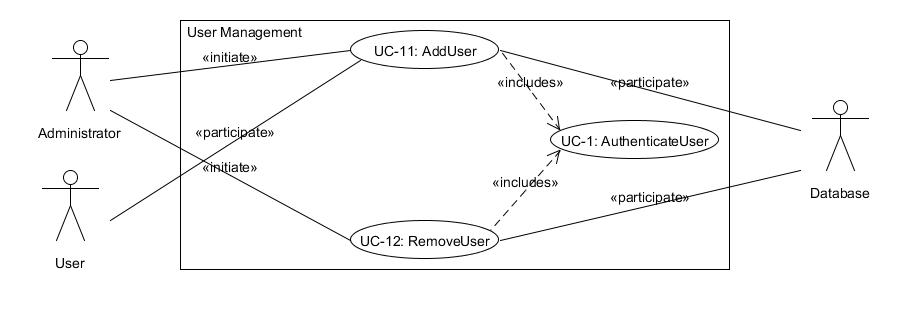 User Management
UC-11: AddUser
«initiate»
«includes»
«participate»
Administrator
«participate»
UC-1: AuthenticateUser
«initiate»
«includes»
Database
«participate»
UC-12: RemoveUser
User